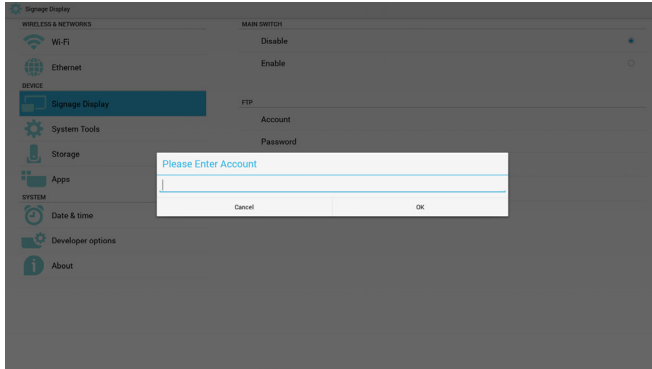 Signage Display
WIRELESS & NETWORKS
Wi-Fi
Ethernet
DEVICE
Signage Display
System Tools
Storage
Apps
SYSTEM
Date & time
Developer options
About
MAIN SWITCH
Disable
Enable
FTP
Account
Password
Please Enter Account
Cancel OK